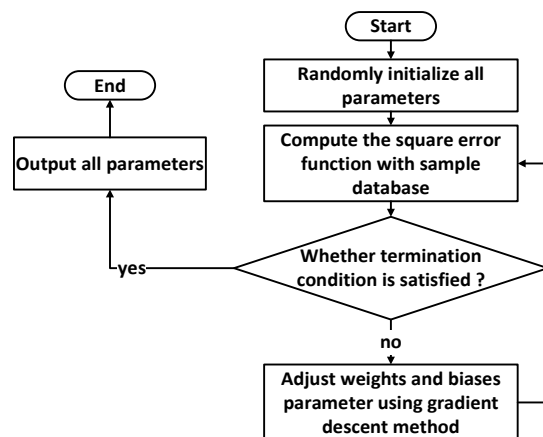 Start
Randomly initialize all
parameters
Compute the square error
function with sample
database
Whether termination
condition is satisfied ?
yes
Output all parameters
End
no
Adjust weights and biases
parameter using gradient
descent method